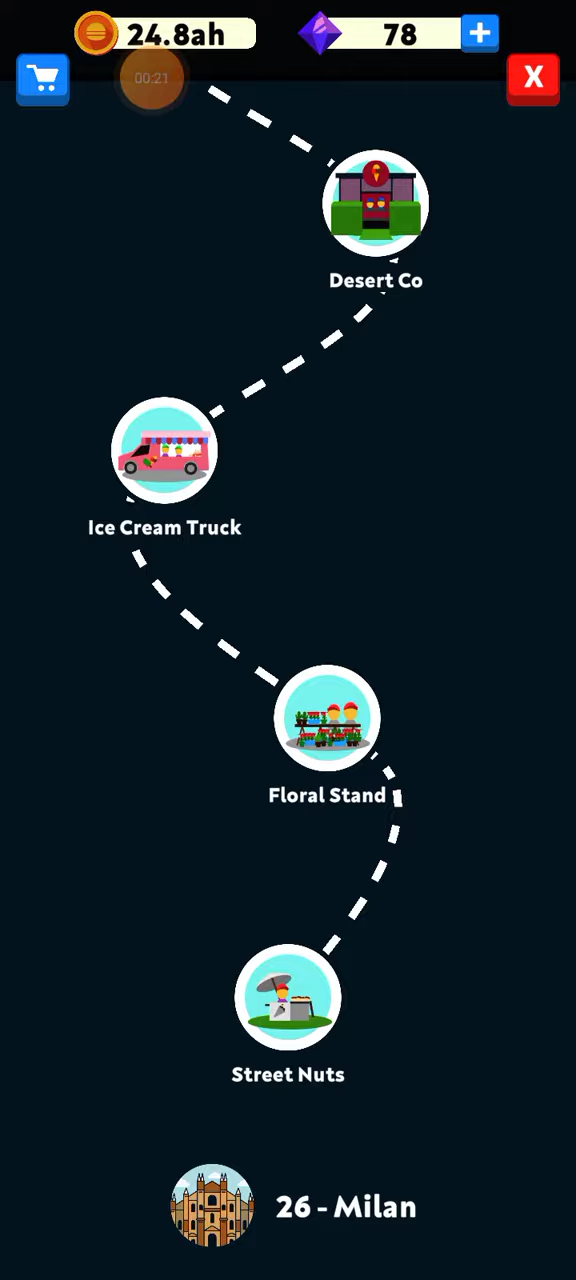 24.8ah
78
+
00:21
X
Desert Co
Ice Cream Truck
Floral Stand
Street Nuts
26 - Milan